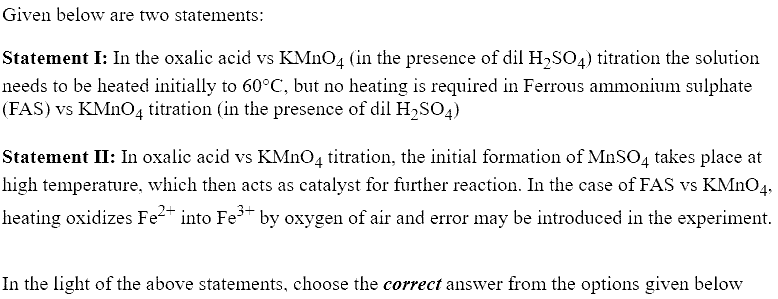 Given below are two statements:
Statement I: In the oxalic acid vs KMnO₄ (in the presence of dil H₂SO₄) titration the solution
needs to be heated initially to 60°C, but no heating is required in Ferrous ammonium sulphate
(FAS) vs KMnO₄ titration (in the presence of dil H₂SO₄)
Statement II: In oxalic acid vs KMnO₄ titration, the initial formation of MnSO₄ takes place at
high temperature, which then acts as catalyst for further reaction. In the case of FAS vs KMnO₄,
heating oxidizes Fe²⁺ into Fe³⁺ by oxygen of air and error may be introduced in the experiment.
In the light of the above statements, choose the correct answer from the options given below